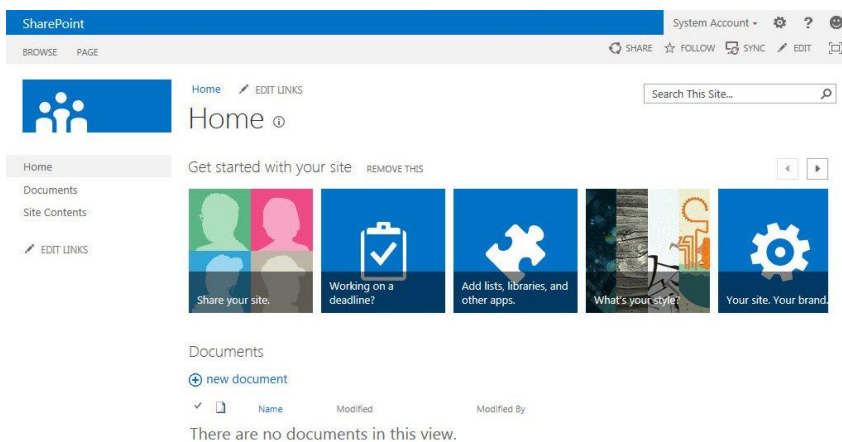 SharePoint
System Account
?
BROWSE PAGE
SHARE FOLLOW SYNC EDIT
Home EDIT LINKS
Search This Site...
Home
Home
Documents
Site Contents
EDIT LINKS
Get started with your site REMOVE THIS
Share your site.
Working on a
deadline?
Add lists, libraries, and
other apps.
What's your style?
Your site. Your brand.
Documents
new document
Name Modified Modified By
There are no documents in this view.